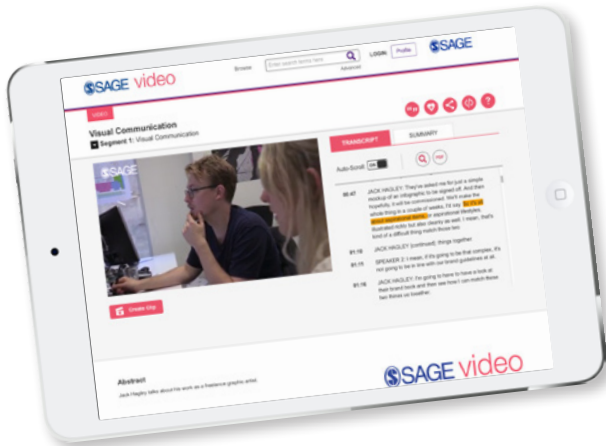 SAGE video
Browse
Enter search terms here
Advanced
LOGIN
Profile
SAGE
VIDEO
Visual Communication
Segment 1: Visual Communication
SAGE
TRANSCRIPT
SUMMARY
Auto-Scroll
ON
PDF
00:47
JACK HAGLEY: They've asked me for just a simple
mockup of an infographic to be signed off. And then
hopefully, it will be commissioned. We'll make the
whole thing in a couple of weeks, I'd say. So it's all
about aspirational items, or aspirational lifestyles
illustrated richly but also cleanly as well. I mean, that's
kind of a difficult thing match those two
01:10
JACK HAGLEY [continued]: things together.
01:11
SPEAKER 2: I mean, if it's going to be that complex, it's
not going to be in line with our brand guidelines at all.
01:16
JACK HAGLEY: I'm going to have to have a look at
their brand book and then see how I can match those
two things up together.
Create Clip
Abstract
Jack Hagley talks about his work as a freelance graphic artist.
SAGE video